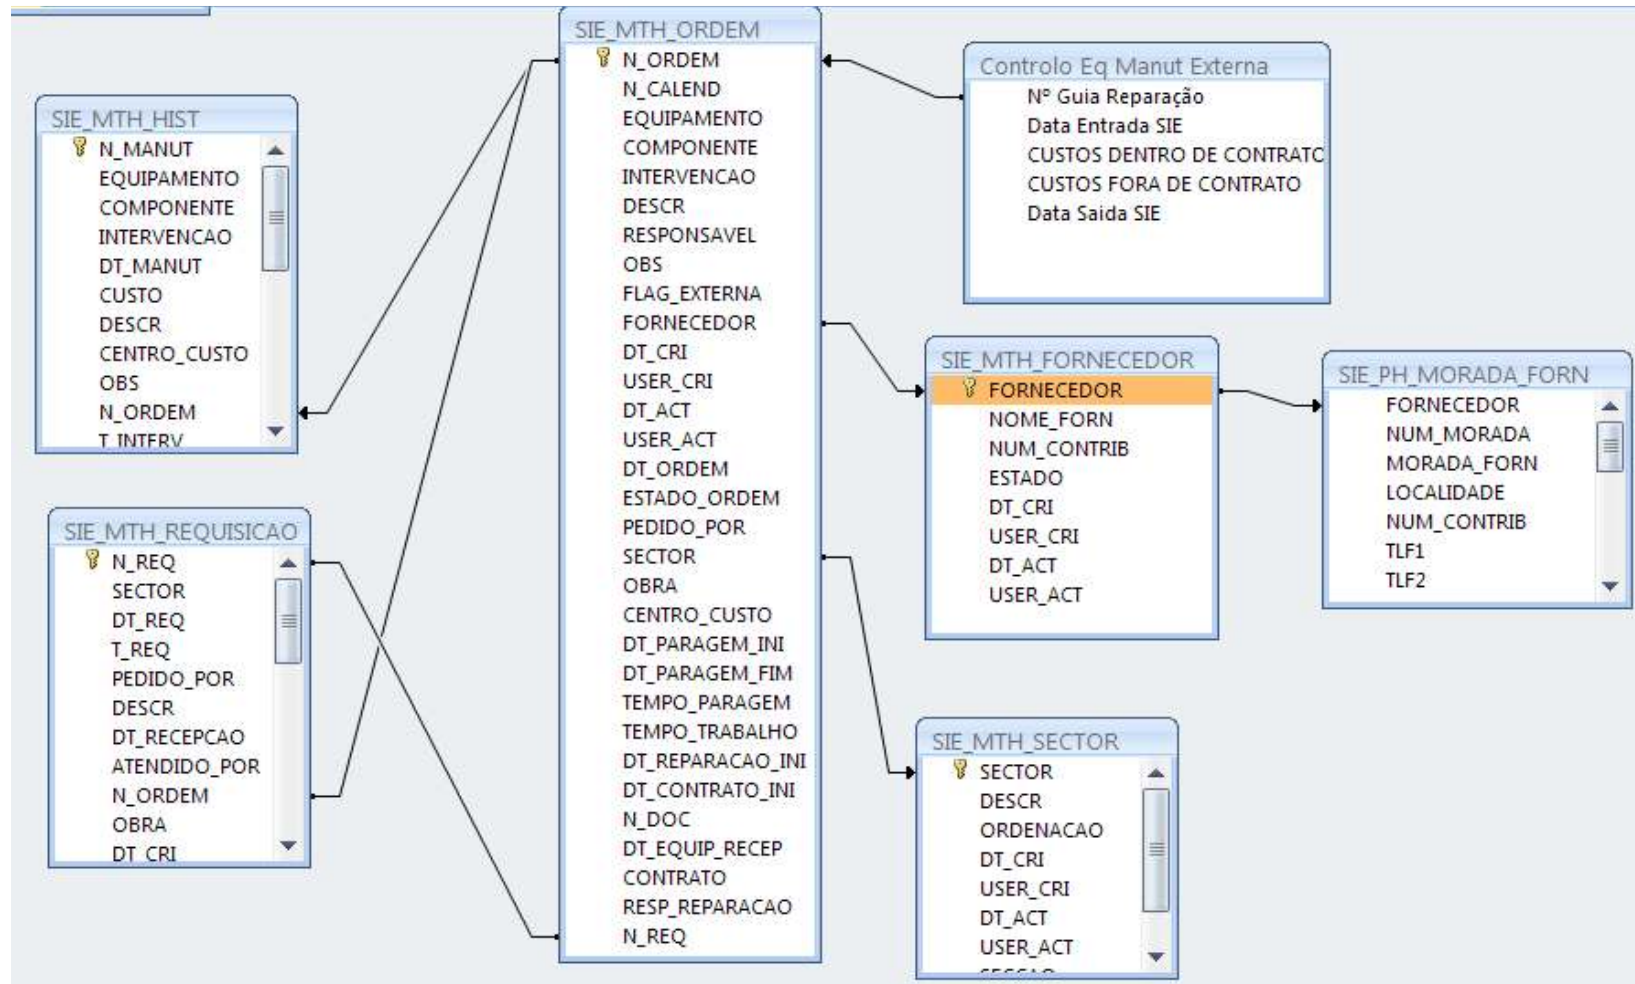 SIE_MTH_HIST
N_MANUT
EQUIPAMENTO
COMPONENTE
INTERVENCAO
DT_MANUT
CUSTO
DESCR
CENTRO_CUSTO
OBS
N_ORDEM
T_INTERV
SIE_MTH_REQUISICAO
N_REQ
SECTOR
DT_REQ
T_REQ
PEDIDO_POR
DESCR
DT_RECEPCAO
ATENDIDO_POR
N_ORDEM
OBRA
DT_CRI
SIE_MTH_ORDEM
N_ORDEM
N_CALEND
EQUIPAMENTO
COMPONENTE
INTERVENCAO
DESCR
RESPONSAVEL
OBS
FLAG_EXTERNA
FORNECEDOR
DT_CRI
USER_CRI
DT_ACT
USER_ACT
DT_ORDEM
ESTADO_ORDEM
PEDIDO_POR
SECTOR
OBRA
CENTRO_CUSTO
DT_PARAGEM_INI
DT_PARAGEM_FIM
TEMPO_PARAGEM
TEMPO_TRABALHO
DT_REPARACAO_INI
DT_CONTRATO_INI
N_DOC
DT_EQUIP_RECEP
CONTRATO
RESP_REPARACAO
N_REQ
Controlo Eq Manut Externa
Nº Guia Reparação
Data Entrada SIE
CUSTOS DENTRO DE CONTRATO
CUSTOS FORA DE CONTRATO
Data Saida SIE
SIE_MTH_FORNECEDOR
FORNECEDOR
NOME_FORN
NUM_CONTRIB
ESTADO
DT_CRI
USER_CRI
DT_ACT
USER_ACT
SIE_PH_MORADA_FORN
FORNECEDOR
NUM_MORADA
MORADA_FORN
LOCALIDADE
NUM_CONTRIB
TLF1
TLF2
SIE_MTH_SECTOR
SECTOR
DESCR
ORDENACAO
DT_CRI
USER_CRI
DT_ACT
USER_ACT